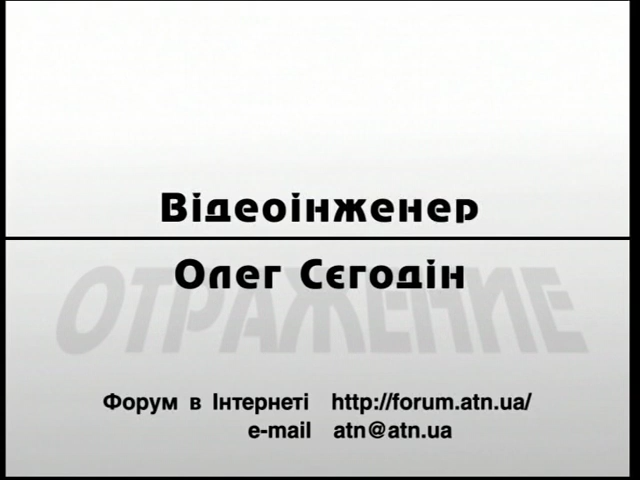 Відеоінженер
Олег Сєгодін
ОТРАЖЕНИЕ
Форум в Інтернеті http://forum.atn.ua/
e-mail atn@atn.ua